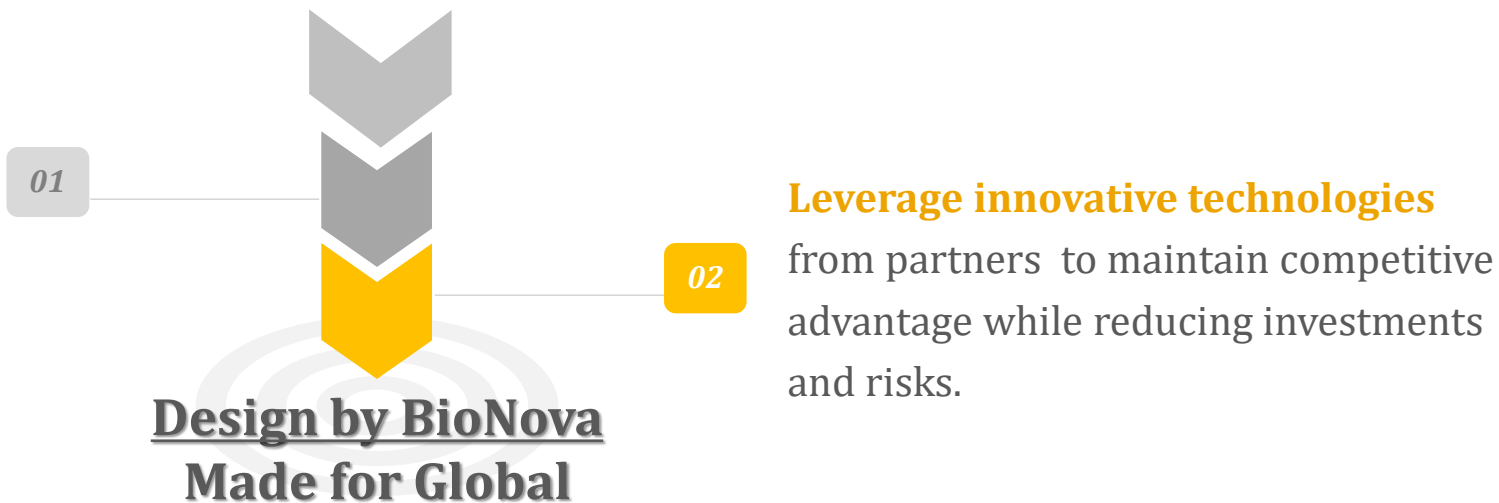 01
02
Leverage innovative technologies
from partners  to maintain competitive
advantage while reducing investments
and risks.
Design by BioNova
Made for Global